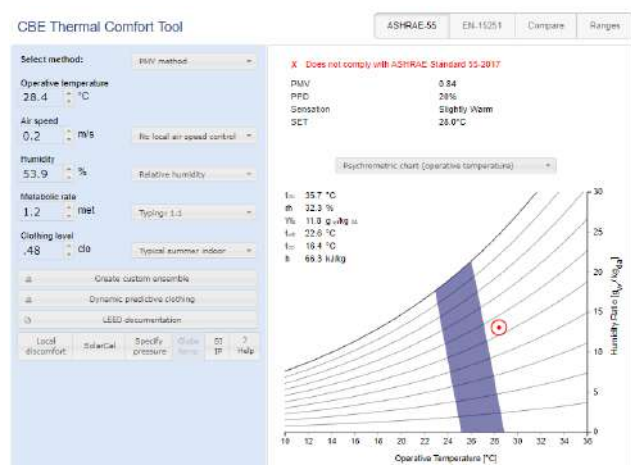 CBE Thermal Comfort Tool
ASHRAE-55 EN-15251 Compare Ranges
Select method: PMV method
Operative temperature
28.4 °C
Air speed
0.2 m/s No local air speed control
Humidity
53.9 % Relative humidity
Metabolic rate
1.2 met Typing: 1.1
Clothing level
.48 clo Typical summer indoor
Create custom ensemble
Dynamic predictive clothing
LEED documentation
Local discomfort SolarCal Specify pressure Globe temp SI IP ? Help
X Does not comply with ASHRAE Standard 55-2017
PMV 0.84
PPD 20%
Sensation Slightly Warm
SET 28.0°C
Psychrometric chart (operative temperature)
35.7 °C
rh 32.3 %
11.8
22.6 °C
16.4 °C
h 66.3 kJ/kg
30
25
20
15
10
5
0
Humidity Ratio [gw/kgda]
10 12 14 16 18 20 22 24 26 28 30 32 34 36
Operative Temperature [°C]